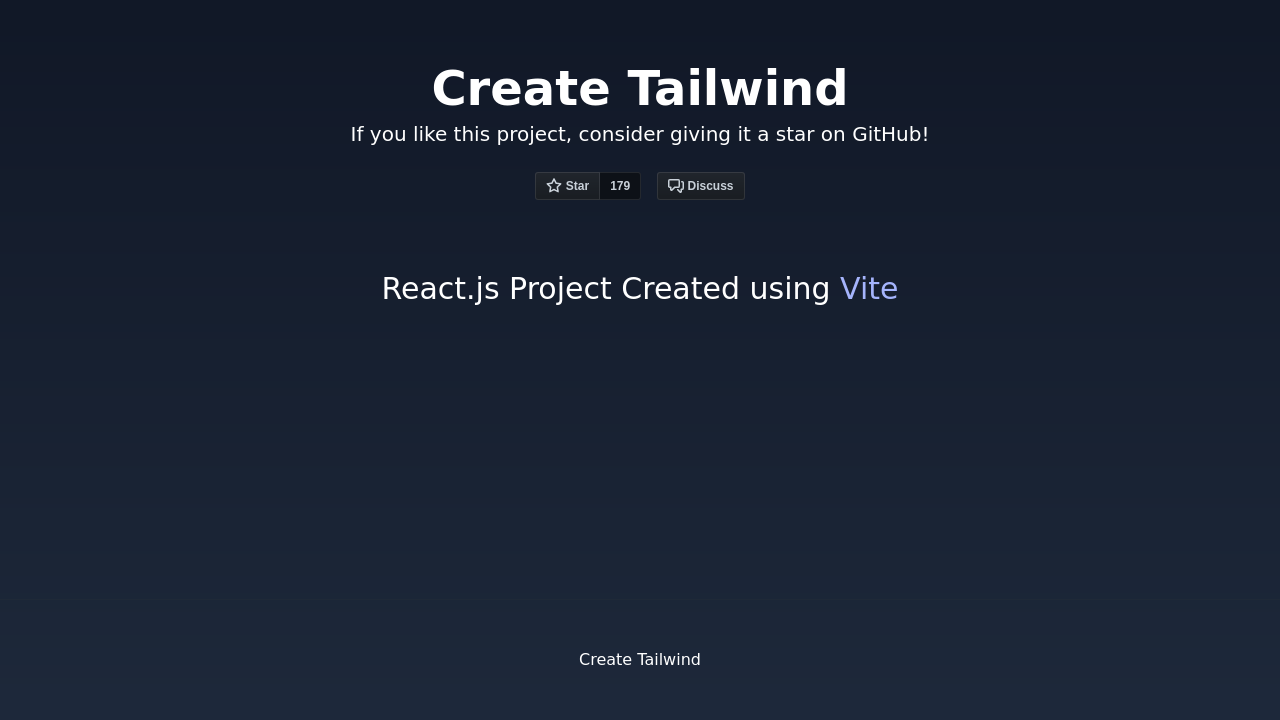 Create Tailwind
If you like this project, consider giving it a star on GitHub!
Star 179 Discuss
React.js Project Created using Vite
Create Tailwind